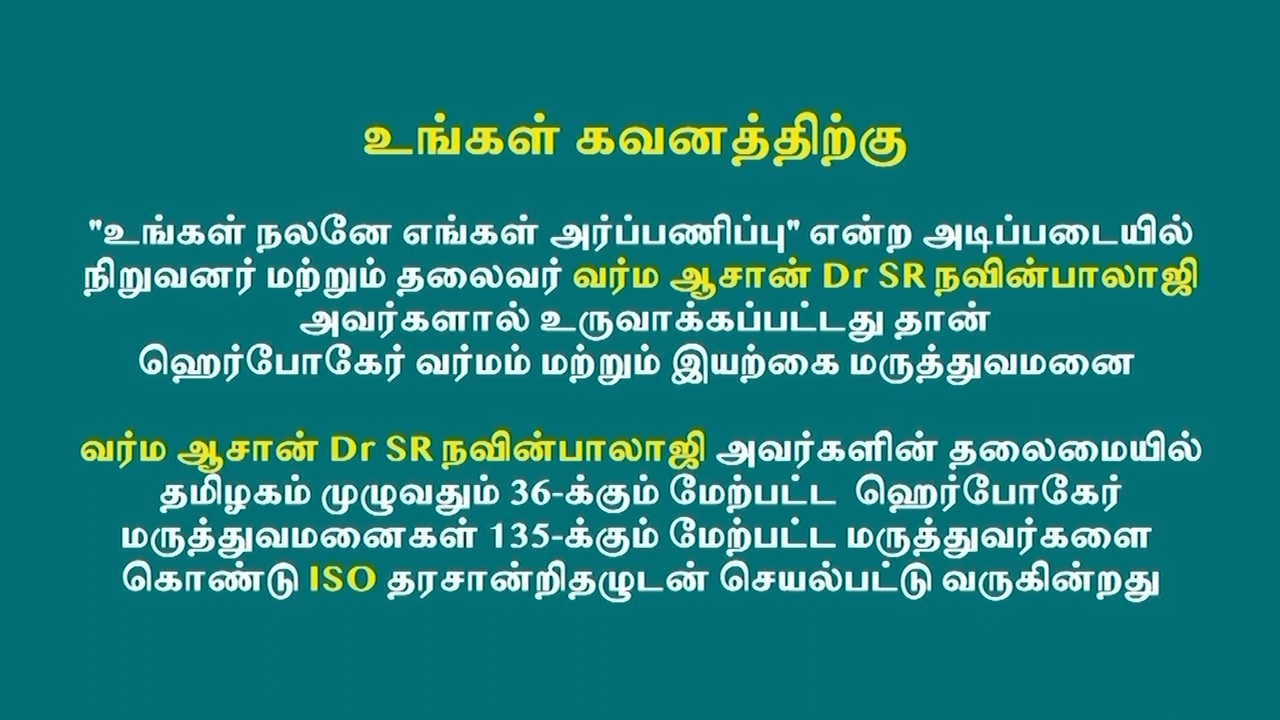 உங்கள் கவனத்திற்கு
"உங்கள் நலனே எங்கள் அர்ப்பணிப்பு" என்ற அடிப்படையில்
நிறுவனர் மற்றும் தலைவர் வர்ம ஆசான் Dr SR நவின்பாலாஜி
அவர்களால் உருவாக்கப்பட்டது தான்
ஹெர்போகேர் வர்மம் மற்றும் இயற்கை மருத்துவமனை
வர்ம ஆசான் Dr SR நவின்பாலாஜி அவர்களின் தலைமையில்
தமிழகம் முழுவதும் 36-க்கும் மேற்பட்ட ஹெர்போகேர்
மருத்துவமனைகள் 135-க்கும் மேற்பட்ட மருத்துவர்களை
கொண்டு ISO தரசான்றிதழுடன் செயல்பட்டு வருகின்றது